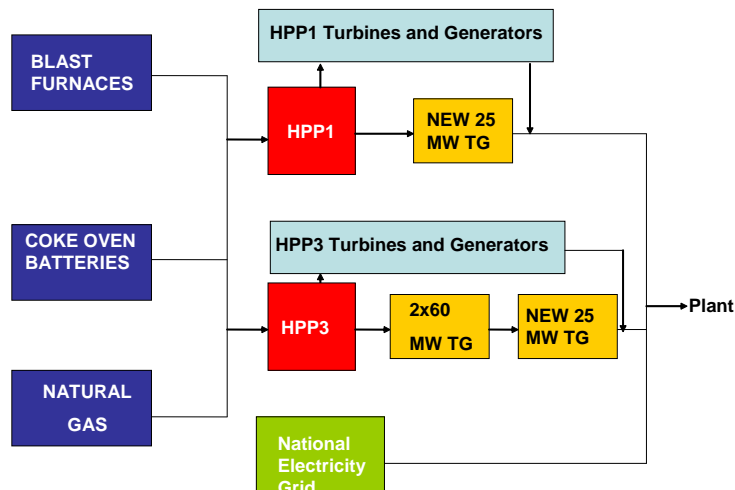 HPP1 Turbines and Generators
BLAST
FURNACES
HPP1
NEW 25
MW TG
COKE OVEN
BATTERIES
HPP3 Turbines and Generators
HPP3
2x60
MW TG
NEW 25
MW TG
Plant
NATURAL
GAS
National
Electricity
Grid